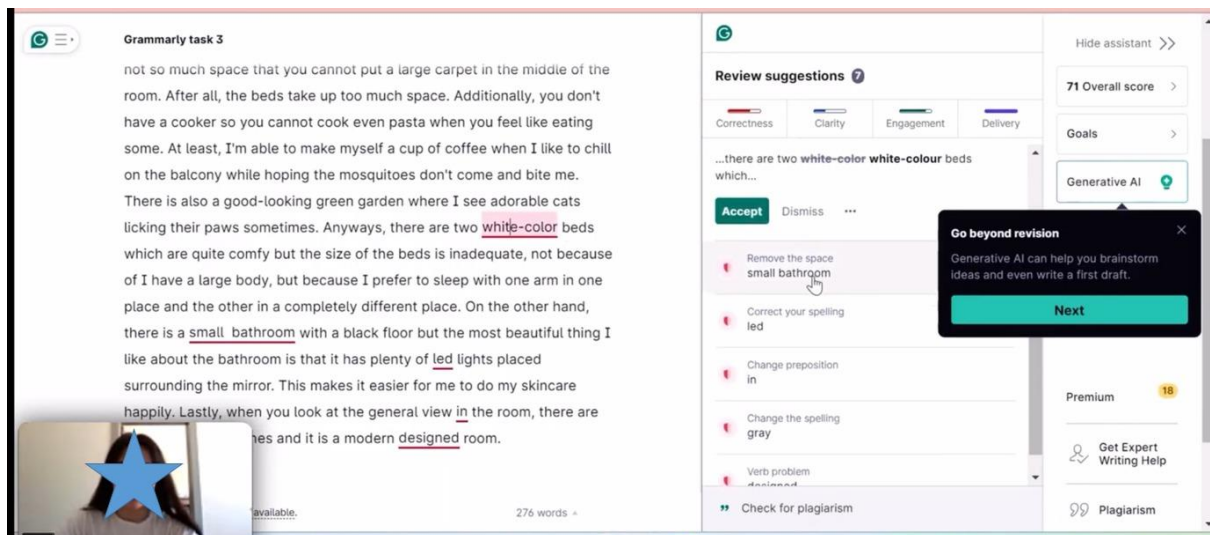 Grammarly task 3
not so much space that you cannot put a large carpet in the middle of the
room. After all, the beds take up too much space. Additionally, you don't
have a cooker so you cannot cook even pasta when you feel like eating
some. At least, I'm able to make myself a cup of coffee when I like to chill
on the balcony while hoping the mosquitoes don't come and bite me.
There is also a good-looking green garden where I see adorable cats
licking their paws sometimes. Anyways, there are two white-color beds
which are quite comfy but the size of the beds is inadequate, not because
of I have a large body, but because I prefer to sleep with one arm in one
place and the other in a completely different place. On the other hand,
there is a small  bathroom with a black floor but the most beautiful thing I
like about the bathroom is that it has plenty of led lights placed
surrounding the mirror. This makes it easier for me to do my skincare
happily. Lastly, when you look at the general view in the room, there are
and it is a modern designed room.
available.
276 words
Review suggestions 7
Correctness
Clarity
Engagement
Delivery
...there are two white-color white-colour beds
which...
Accept
Dismiss
Remove the space
small bathroom
Correct your spelling
led
Change preposition
in
Change the spelling
gray
Verb problem
designed
Check for plagiarism
Hide assistant
71 Overall score
Goals
Generative AI
Go beyond revision
Generative AI can help you brainstorm
ideas and even write a first draft.
Next
Premium 18
Get Expert
Writing Help
Plagiarism